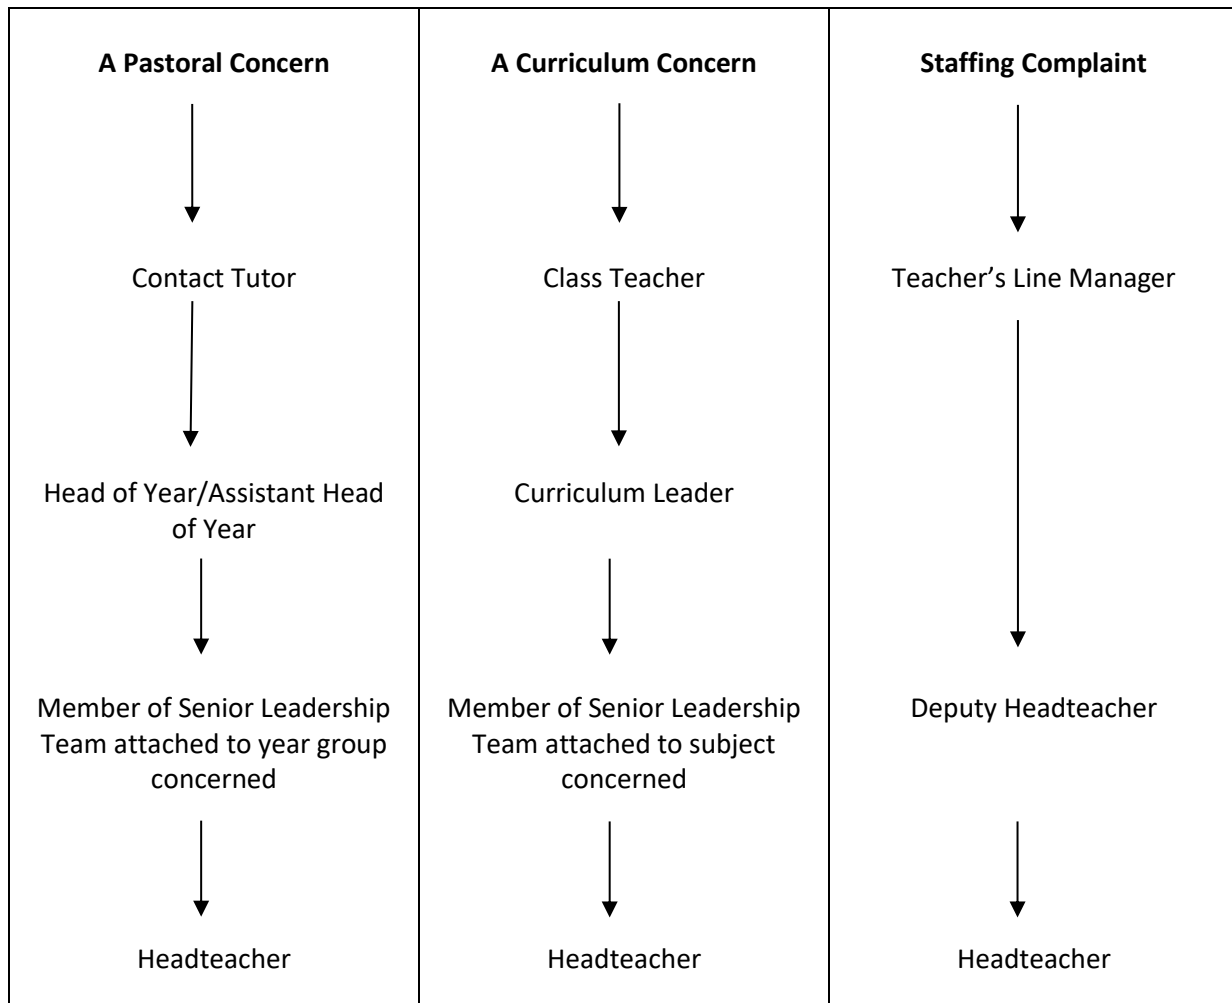 A Pastoral Concern
Contact Tutor
Head of Year/Assistant Head
of Year
Member of Senior Leadership
Team attached to year group
concerned
Headteacher
A Curriculum Concern
Class Teacher
Curriculum Leader
Member of Senior Leadership
Team attached to subject
concerned
Headteacher
Staffing Complaint
Teacher’s Line Manager
Deputy Headteacher
Headteacher